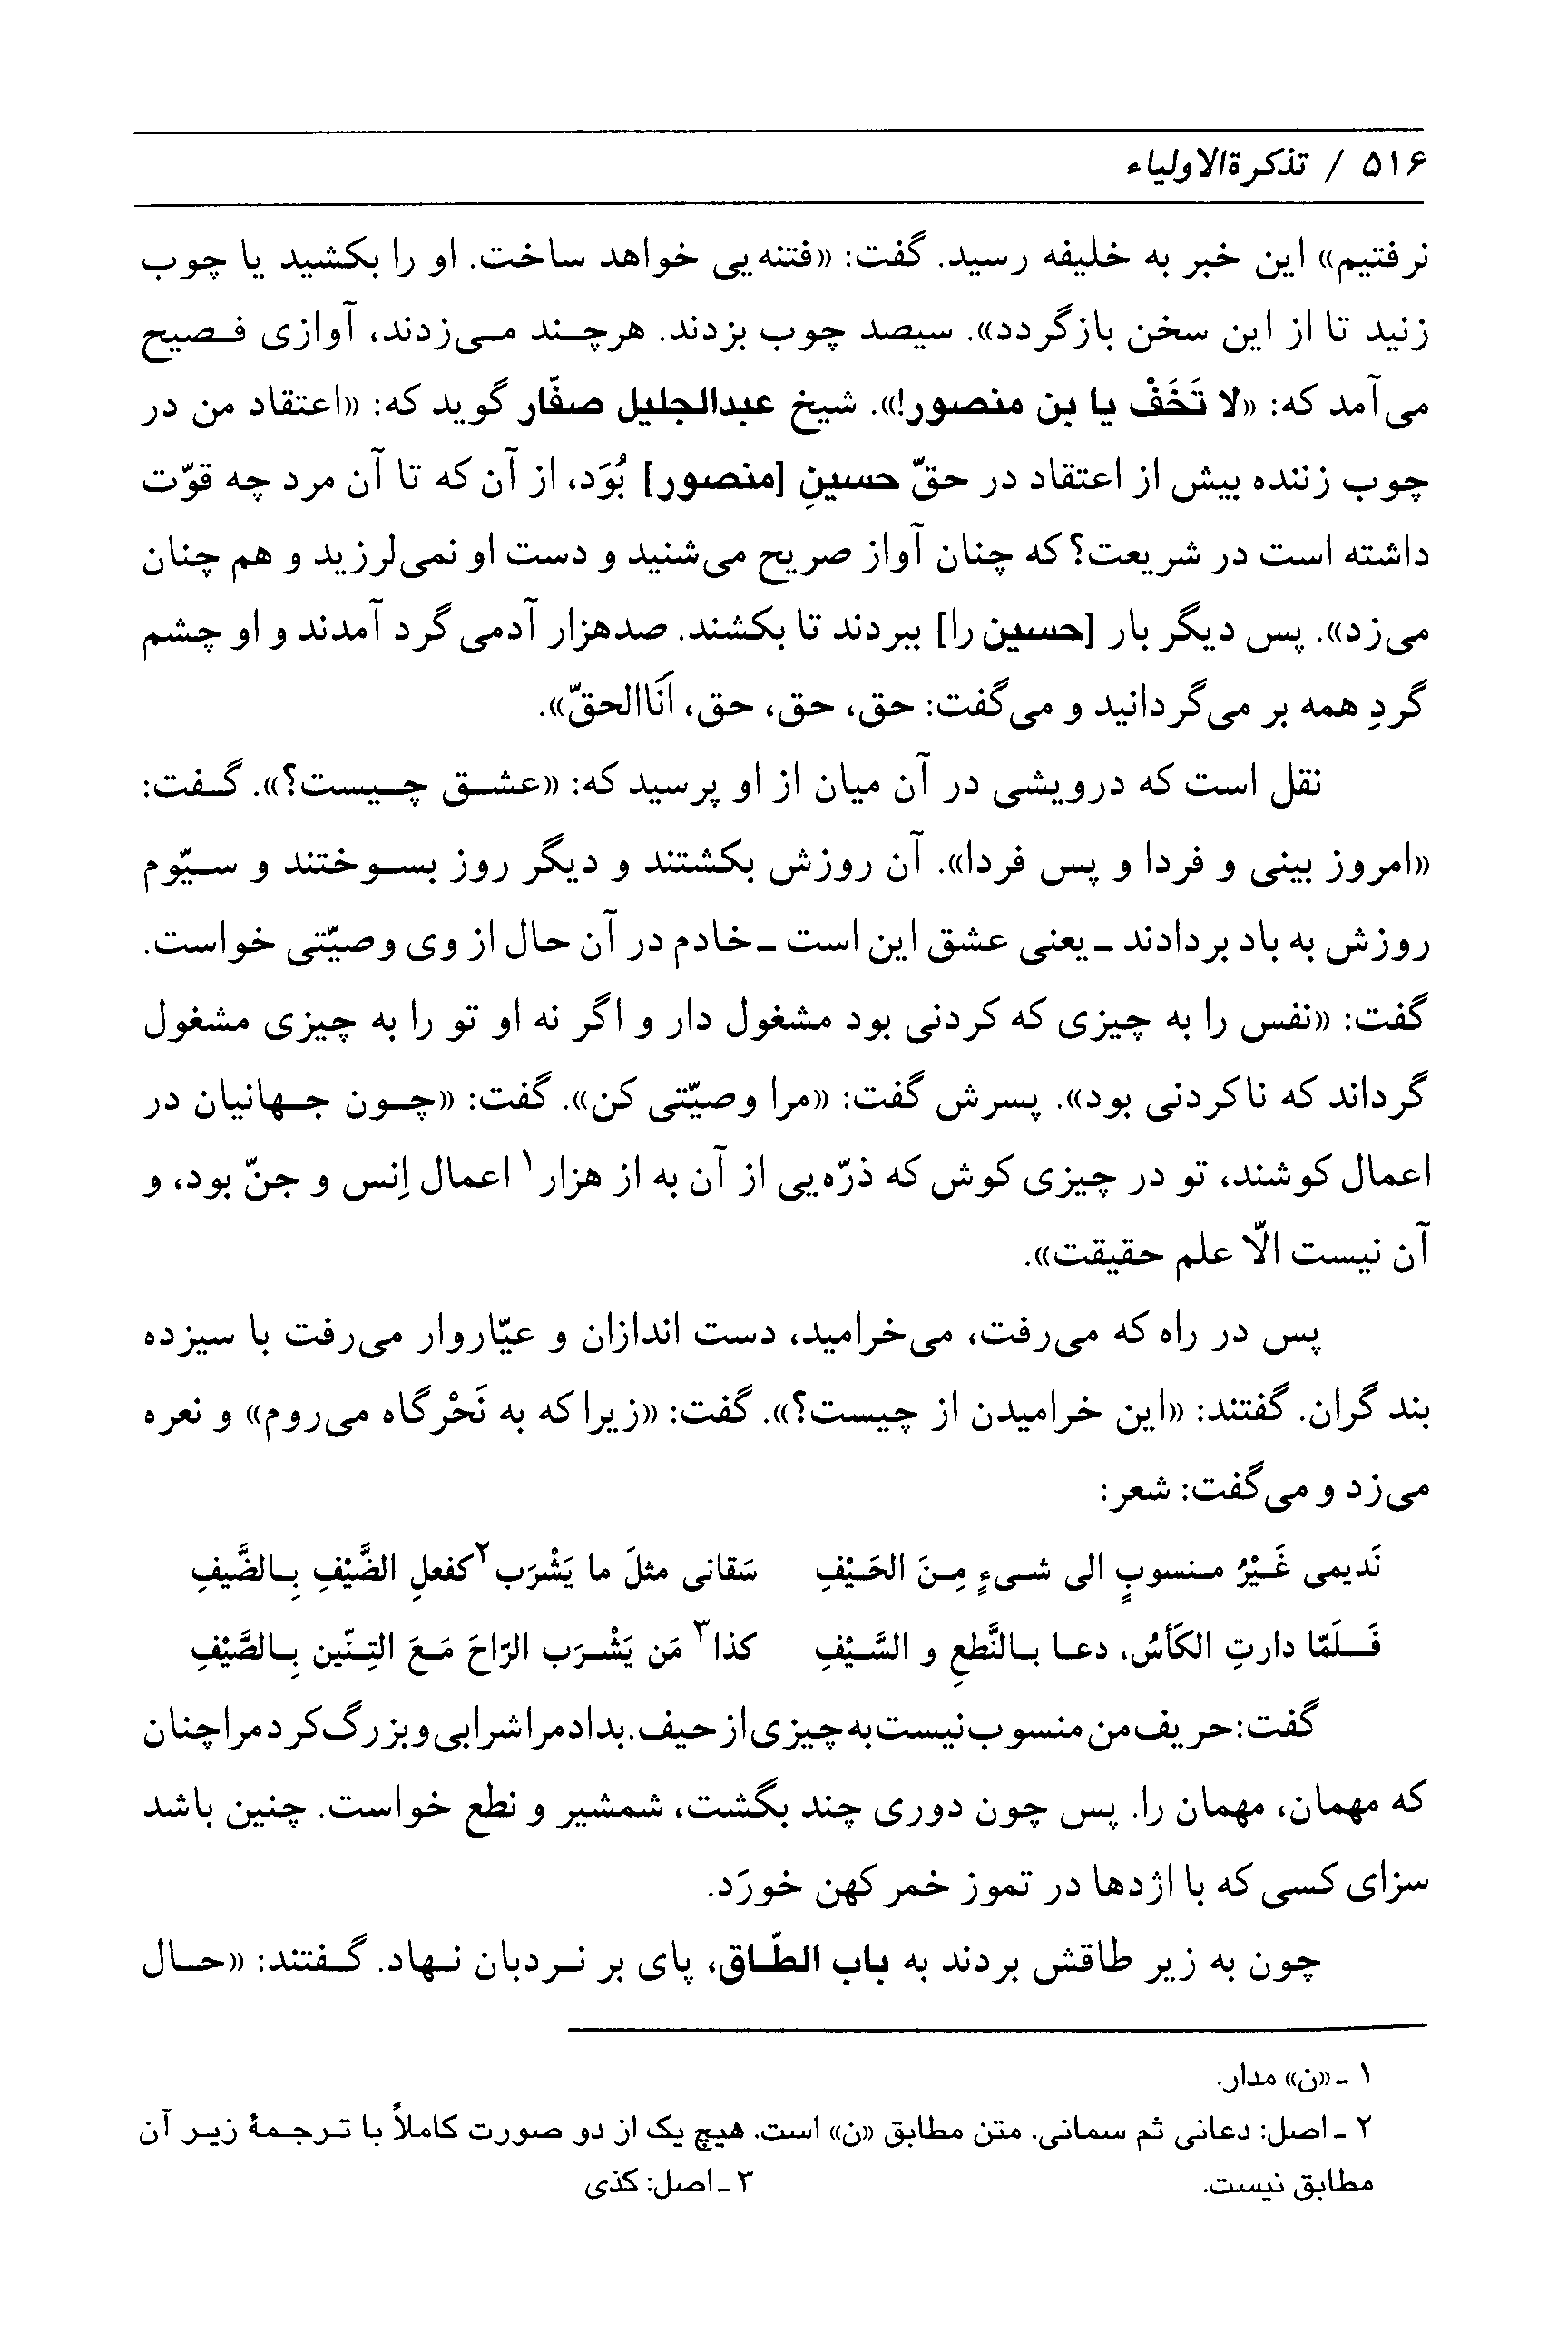 ۵۱۶ / تذکرةالاولیاء
نرفتیم» این خبر به خلیفه رسید. گفت: «فتنه‌یی خواهد ساخت. او را بکشید یا چوب
زنید تا از این سخن بازگردد». سیصد چوب بزدند. هرچند می‌زدند، آوازی فصیح
می‌آمد که: «لا تَخَفْ یا بن منصور!». شیخ عبدالجلیل صفّار گوید که: «اعتقاد من در
چوب زننده بیش از اعتقاد در حقّ حسینِ [منصور] بُوَد، از آن که تا آن مرد چه قوّت
داشته است در شریعت؟ که چنان آواز صریح می‌شنید و دست او نمی‌لرزید و هم چنان
می‌زد». پس دیگر بار [حسین را] ببردند تا بکشند. صدهزار آدمی گرد آمدند و او چشم
گردِ همه بر می‌گردانید و می‌گفت: حق، حق، حق، اَنَاالحقّ».
نقل است که درویشی در آن میان از او پرسید که: «عشق چیست؟». گفت:
«امروز بینی و فردا و پس فردا». آن روزش بکشتند و دیگر روز بسوختند و سیّوم
روزش به باد بردادند ـ یعنی عشق این است ـ خادم در آن حال از وی وصیّتی خواست.
گفت: «نفس را به چیزی که کردنی بود مشغول دار و اگر نه او تو را به چیزی مشغول
گرداند که ناکردنی بود». پسرش گفت: «مرا وصیّتی کن». گفت: «چون جهانیان در
اعمال کوشند، تو در چیزی کوش که ذرّه‌یی از آن به از هزار۱ اعمال اِنس و جنّ بود، و
آن نیست الّا علم حقیقت».
پس در راه که می‌رفت، می‌خرامید، دست اندازان و عیّاروار می‌رفت با سیزده
بند گران. گفتند: «این خرامیدن از چیست؟». گفت: «زیرا که به نَحْرگاه می‌روم» و نعره
می‌زد و می‌گفت: شعر:
نَدیمی غَیْرُ منسوبٍ الی شیءٍ مِنَ الحَیْفِ سَقانی مثلَ ما یَشْرَب۲ کفعلِ الضَّیْفِ بِالضَّیفِ
فَلَمّا دارتِ الکَأسُ، دعا بالنَّطعِ و السَّیْفِ کذا۳ مَن یَشْرَب الرّاحَ مَعَ التِنّین بِالصَّیْفِ
گفت: حریف من منسوب نیست به چیزی از حیف. بداد مرا شرابی و بزرگ کرد مرا چنان
که مهمان، مهمان را. پس چون دوری چند بگشت، شمشیر و نطع خواست. چنین باشد
سزای کسی که با اژدها در تموز خمر کهن خورَد.
چون به زیر طاقش بردند به باب الطّاق، پای بر نردبان نهاد. گفتند: «حال
۱ ـ «ن» مدار.
۲ ـ اصل: دعانی ثم سمانی. متن مطابق «ن» است. هیچ یک از دو صورت کاملاً با ترجمهٔ زیر آن
مطابق نیست. ۳ ـ اصل: کذی